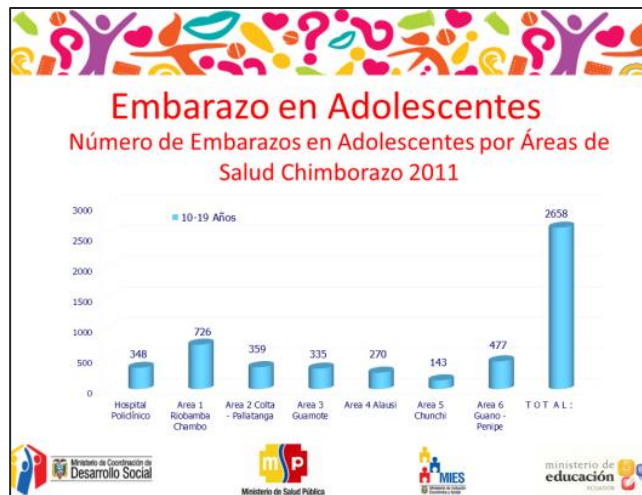 Embarazo en Adolescentes
Número de Embarazos en Adolescentes por Áreas de
Salud Chimborazo 2011
10-19 Años
3000
2500
2000
1500
1000
500
0
348
726
359
335
270
143
477
2658
Hospital
Policlínico
Area 1
Riobamba
Chambo
Area 2 Colta
- Pallatanga
Area 3
Guamote
Area 4 Alausi
Area 5
Chunchi
Area 6
Guano -
Penipe
T O T A L :
Ministerio de Coordinación de
Desarrollo Social
msp
Ministerio de Salud Pública
MIES
ministerio de
educación
ECUADOR